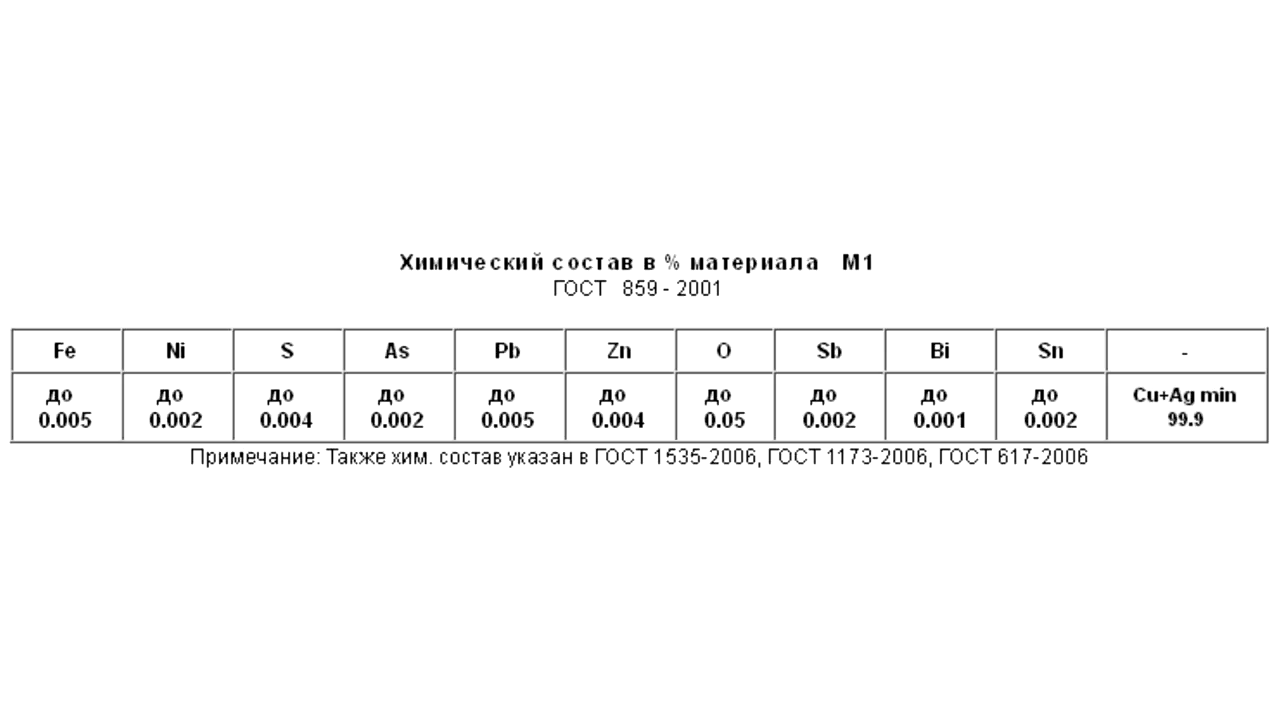 Химический состав в % материала М1
ГОСТ 859 - 2001
Fe Ni S As Pb Zn O Sb Bi Sn -
до 0.005 до 0.002 до 0.004 до 0.002 до 0.005 до 0.004 до 0.05 до 0.002 до 0.001 до 0.002 Cu+Ag min 99.9
Примечание: Также хим. состав указан в ГОСТ 1535-2006, ГОСТ 1173-2006, ГОСТ 617-2006